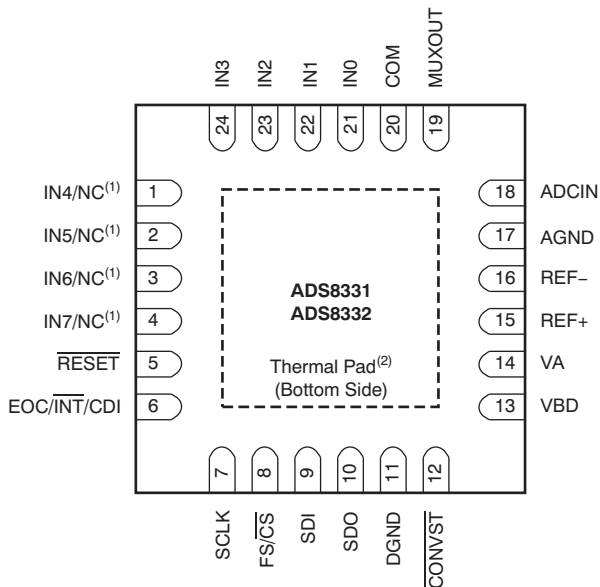 IN3
IN2
IN1
IN0
COM
MUXOUT
24
23
22
21
20
19
IN4/NC(1)
1
IN5/NC(1)
2
IN6/NC(1)
3
IN7/NC(1)
4
RESET
5
EOC/INT/CDI
6
ADS8331
ADS8332
Thermal Pad(2)
(Bottom Side)
18
ADCIN
17
AGND
16
REF−
15
REF+
14
VA
13
VBD
7
8
9
10
11
12
SCLK
FS/CS
SDI
SDO
DGND
CONVST